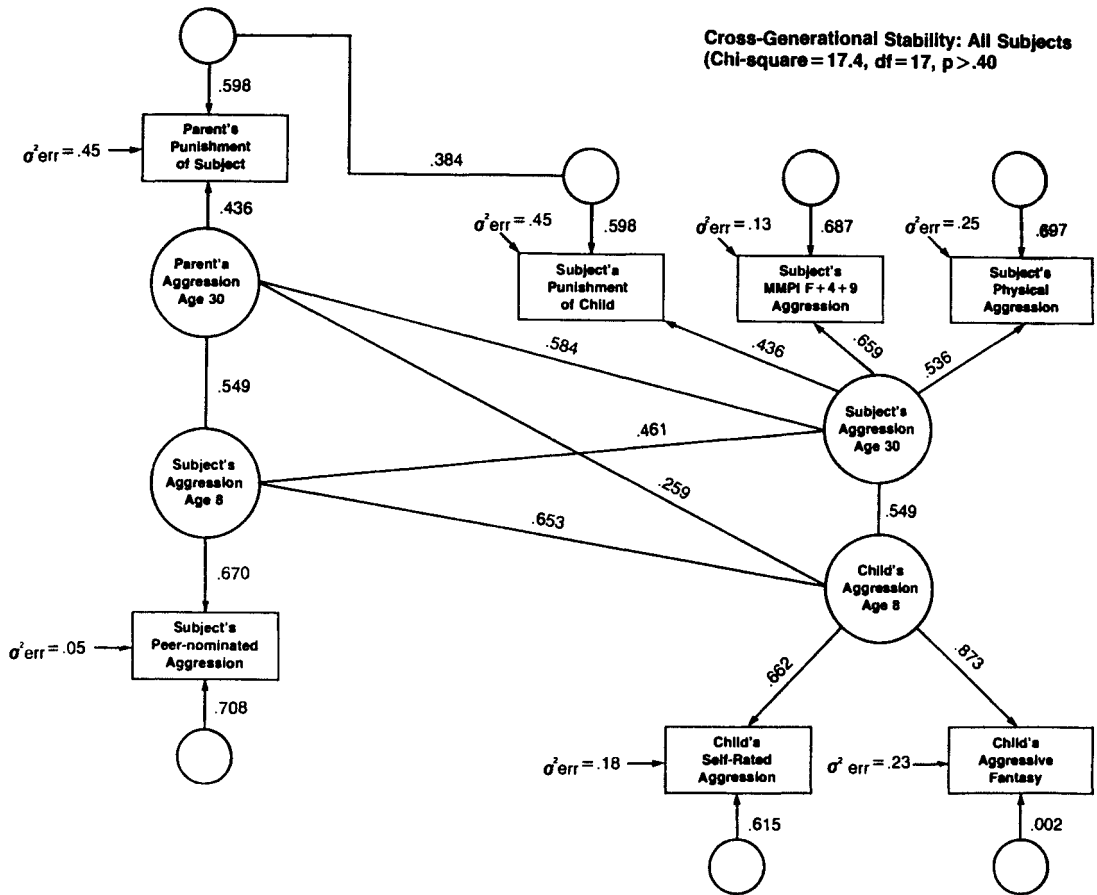 Cross-Generational Stability: All Subjects
(Chi-square=17.4, df=17, p>.40
.598
Parent's
Punishment
of Subject
σ²err=.45
.384
.436
Parent'a
Aggression
Age 30
σ²err=.45
.598
σ²err=.13
.687
σ²err=.25
.697
Subject'a
Punishment
of Child
Subject's
MMPI F+4+9
Aggression
Subject's
Physical
Aggression
.584
.436
.659
.536
.549
Subject's
Aggression
Age 30
.461
Subject's
Aggression
Age 8
.259
.653
.549
.670
Child's
Aggression
Age 8
Subject's
Peer-nominated
Aggression
σ²err=.05
.708
.662
.873
Child's
Self-Rated
Aggression
σ²err=.18
Child's
Aggressive
Fantasy
σ² err=.23
.615
.002